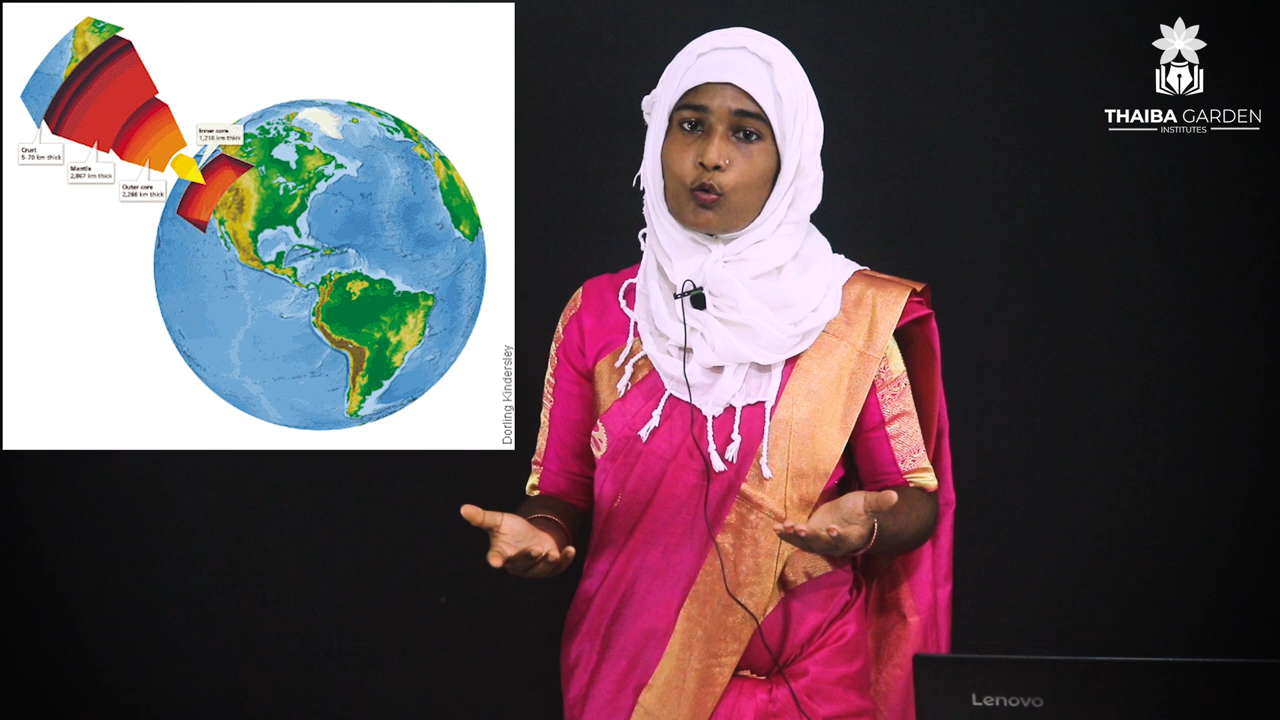 Inner core
1,216 km thick
Crust
5-70 km thick
Mantle
2,867 km thick
Outer core
2,266 km thick
Dorling Kindersley
THAIBA GARDEN
INSTITUTES
Lenovo